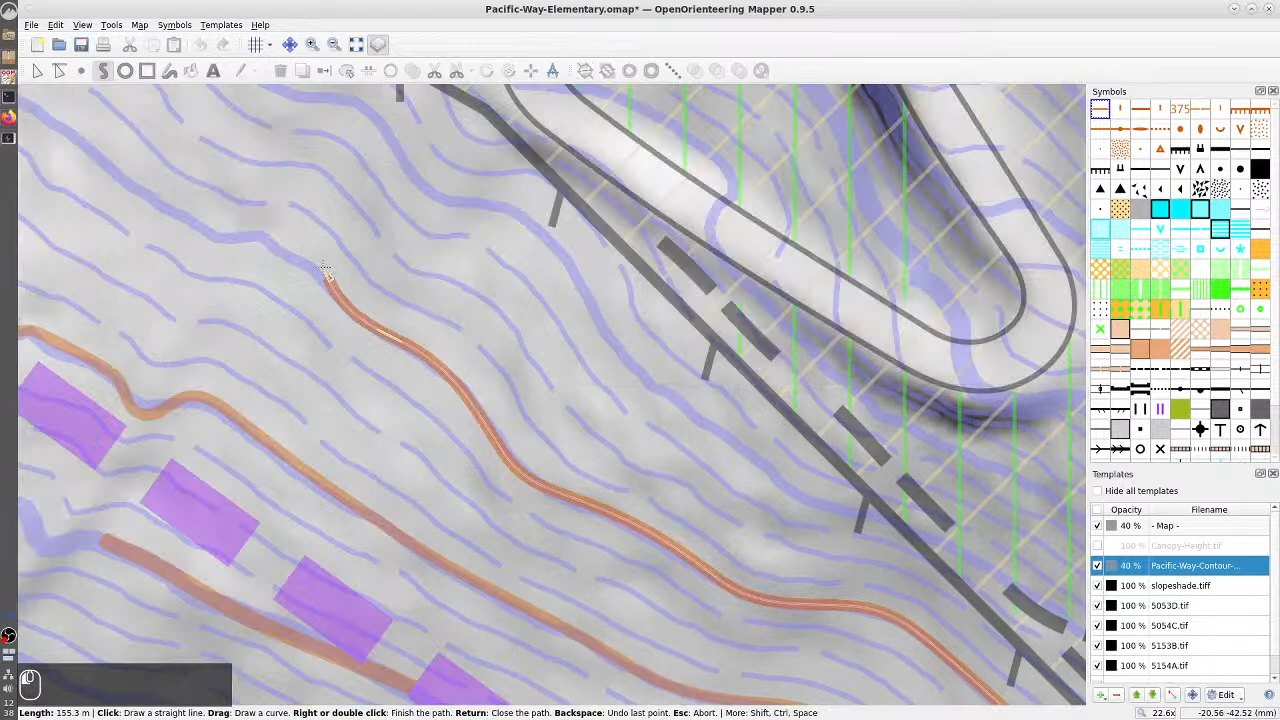 Pacific-Way-Elementary.omap* — OpenOrienteering Mapper 0.9.5
File Edit View Tools Map Symbols Templates Help
Symbols
375
Templates
Hide all templates
Opacity Filename
40 % - Map -
100 % Canopy-Height.tif
40 % Pacific-Way-Contour-...
100 % slopeshade.tiff
100 % 5053D.tif
100 % 5054C.tif
100 % 5153B.tif
100 % 5154A.tif
Edit
12
38
Length: 155.3 m | Click: Draw a straight line. Drag: Draw a curve. Right or double click: Finish the path. Return: Close the path. Backspace: Undo last point. Esc: Abort. | More: Shift, Ctrl, Space
22.6x -20.36 -42.52 (mm)